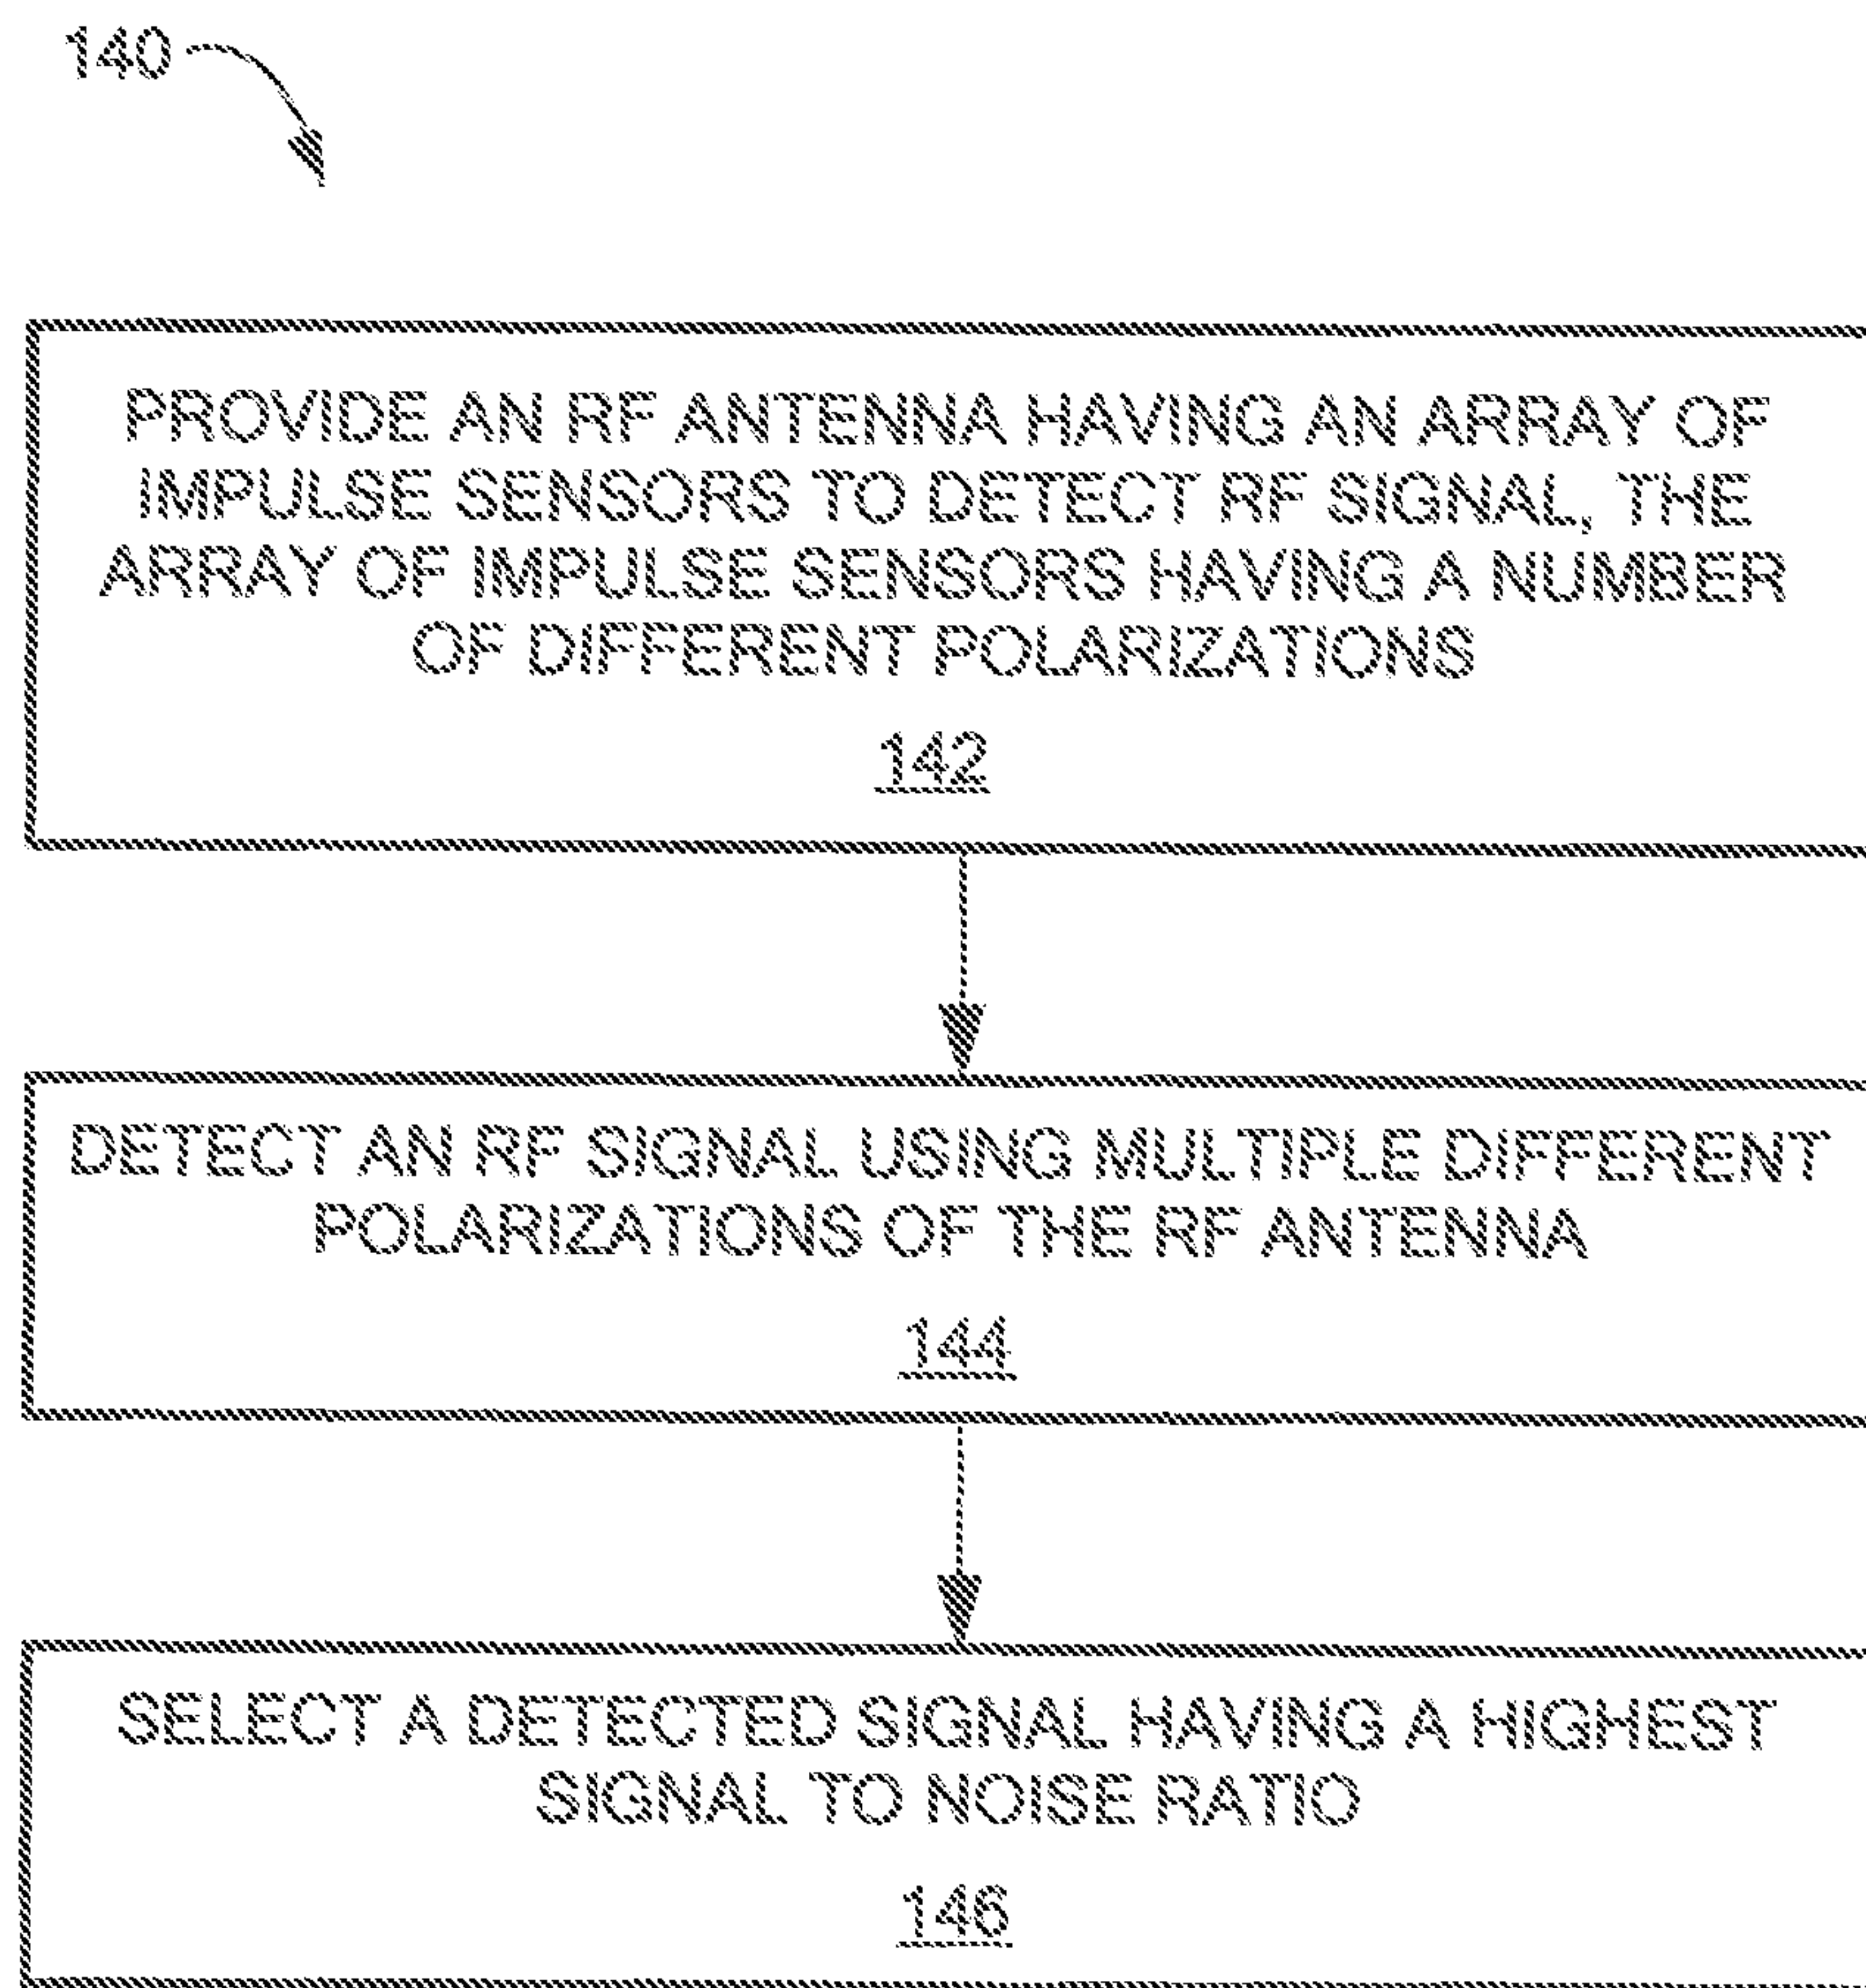 140
PROVIDE AN RF ANTENNA HAVING AN ARRAY OF
IMPULSE SENSORS TO DETECT RF SIGNAL, THE
ARRAY OF IMPULSE SENSORS HAVING A NUMBER
OF DIFFERENT POLARIZATIONS
142
DETECT AN RF SIGNAL USING MULTIPLE DIFFERENT
POLARIZATIONS OF THE RF ANTENNA
144
SELECT A DETECTED SIGNAL HAVING A HIGHEST
SIGNAL TO NOISE RATIO
146